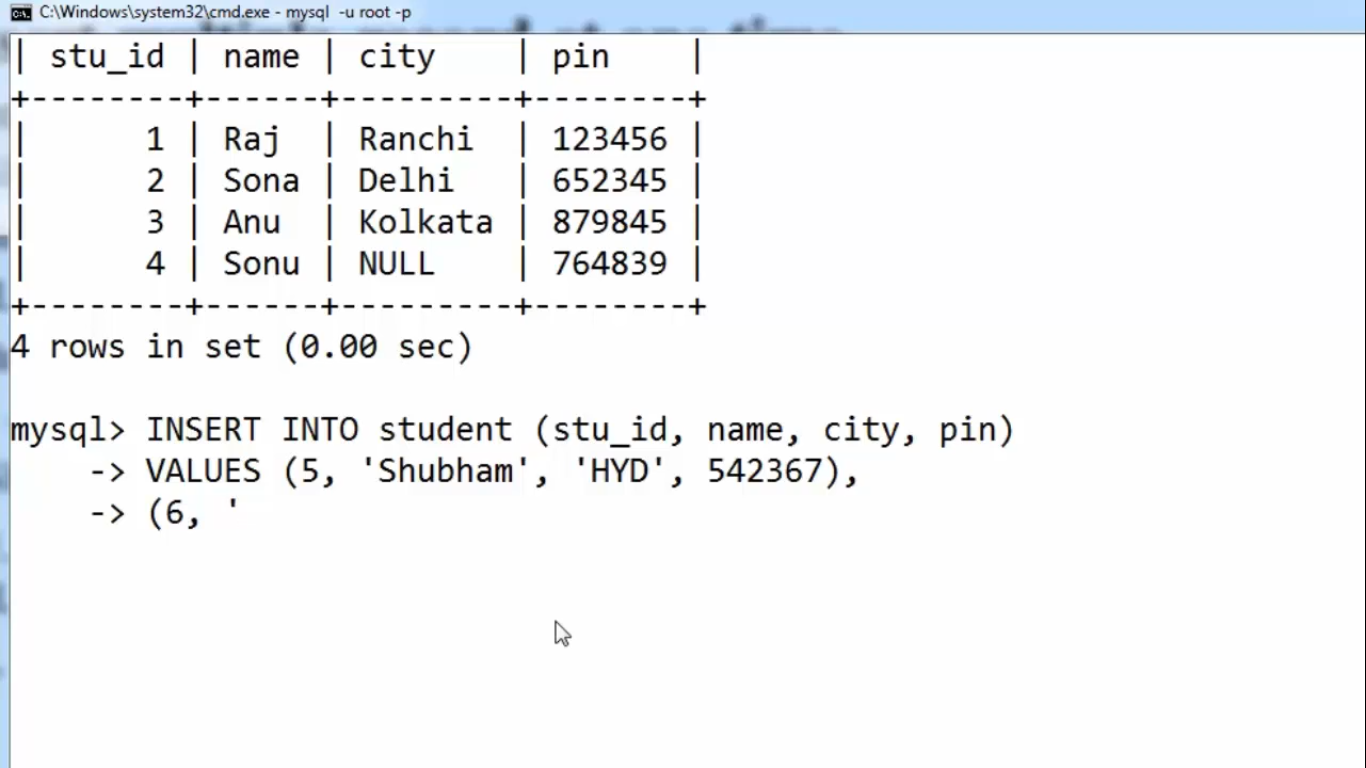 C:\Windows\system32\cmd.exe - mysql  -u root -p
| stu_id | name | city    | pin    |
+--------+------+---------+--------+
|      1 | Raj  | Ranchi  | 123456 |
|      2 | Sona | Delhi   | 652345 |
|      3 | Anu  | Kolkata | 879845 |
|      4 | Sonu | NULL    | 764839 |
+--------+------+---------+--------+
4 rows in set (0.00 sec)
mysql> INSERT INTO student (stu_id, name, city, pin)
    -> VALUES (5, 'Shubham', 'HYD', 542367),
    -> (6, '